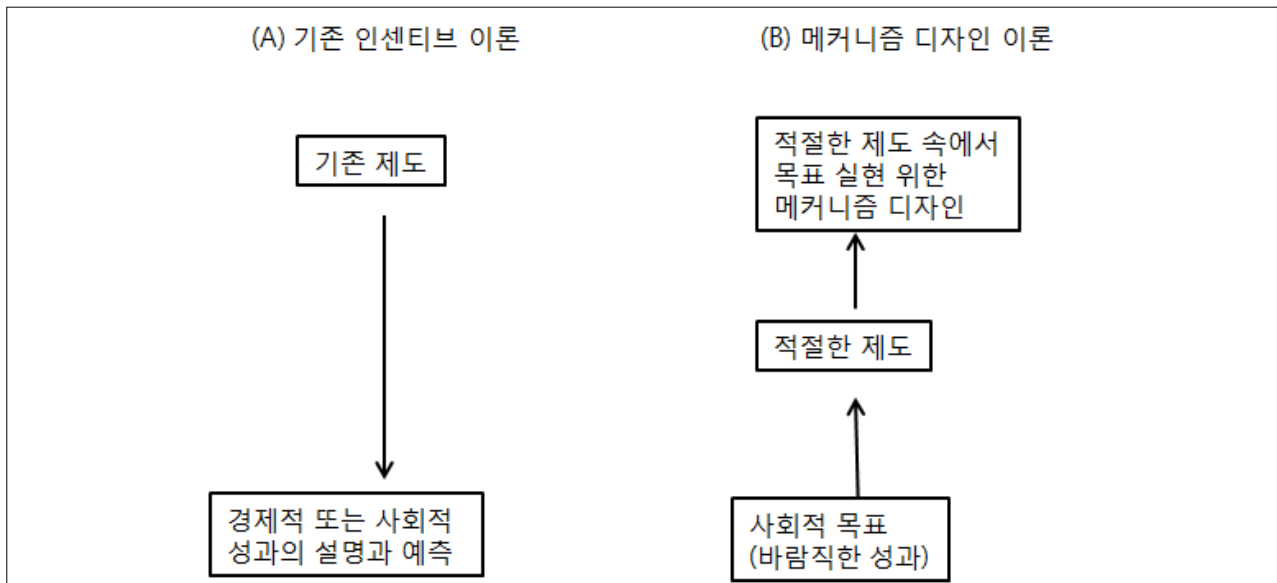 (A) 기존 인센티브 이론
기존 제도
경제적 또는 사회적
성과의 설명과 예측
(B) 메커니즘 디자인 이론
적절한 제도 속에서
목표 실현 위한
메커니즘 디자인
적절한 제도
사회적 목표
(바람직한 성과)